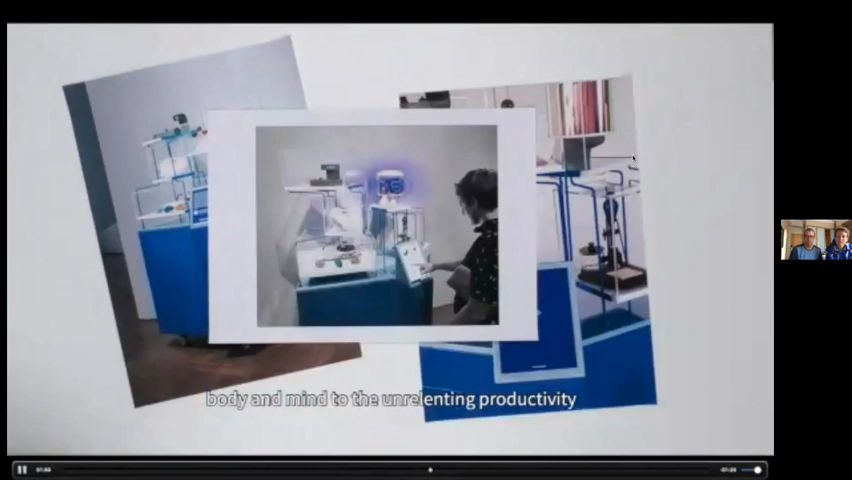 body and mind to the unrelenting productivity